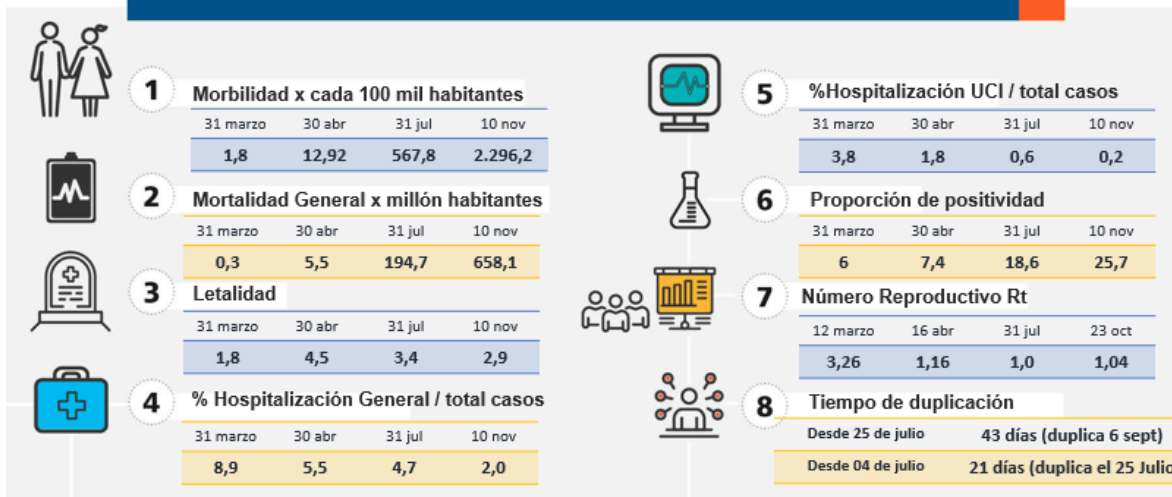 1 Morbilidad x cada 100 mil habitantes
31 marzo 30 abr 31 jul 10 nov
1,8 12,92 567,8 2.296,2
2 Mortalidad General x millón habitantes
31 marzo 30 abr 31 jul 10 nov
0,3 5,5 194,7 658,1
3 Letalidad
31 marzo 30 abr 31 jul 10 nov
1,8 4,5 3,4 2,9
4 % Hospitalización General / total casos
31 marzo 30 abr 31 jul 10 nov
8,9 5,5 4,7 2,0
5 %Hospitalización UCI / total casos
31 marzo 30 abr 31 jul 10 nov
3,8 1,8 0,6 0,2
6 Proporción de positividad
31 marzo 30 abr 31 jul 10 nov
6 7,4 18,6 25,7
7 Número Reproductivo Rt
12 marzo 16 abr 31 jul 23 oct
3,26 1,16 1,0 1,04
8 Tiempo de duplicación
Desde 25 de julio 43 días (duplica 6 sept)
Desde 04 de julio 21 días (duplica el 25 Julio